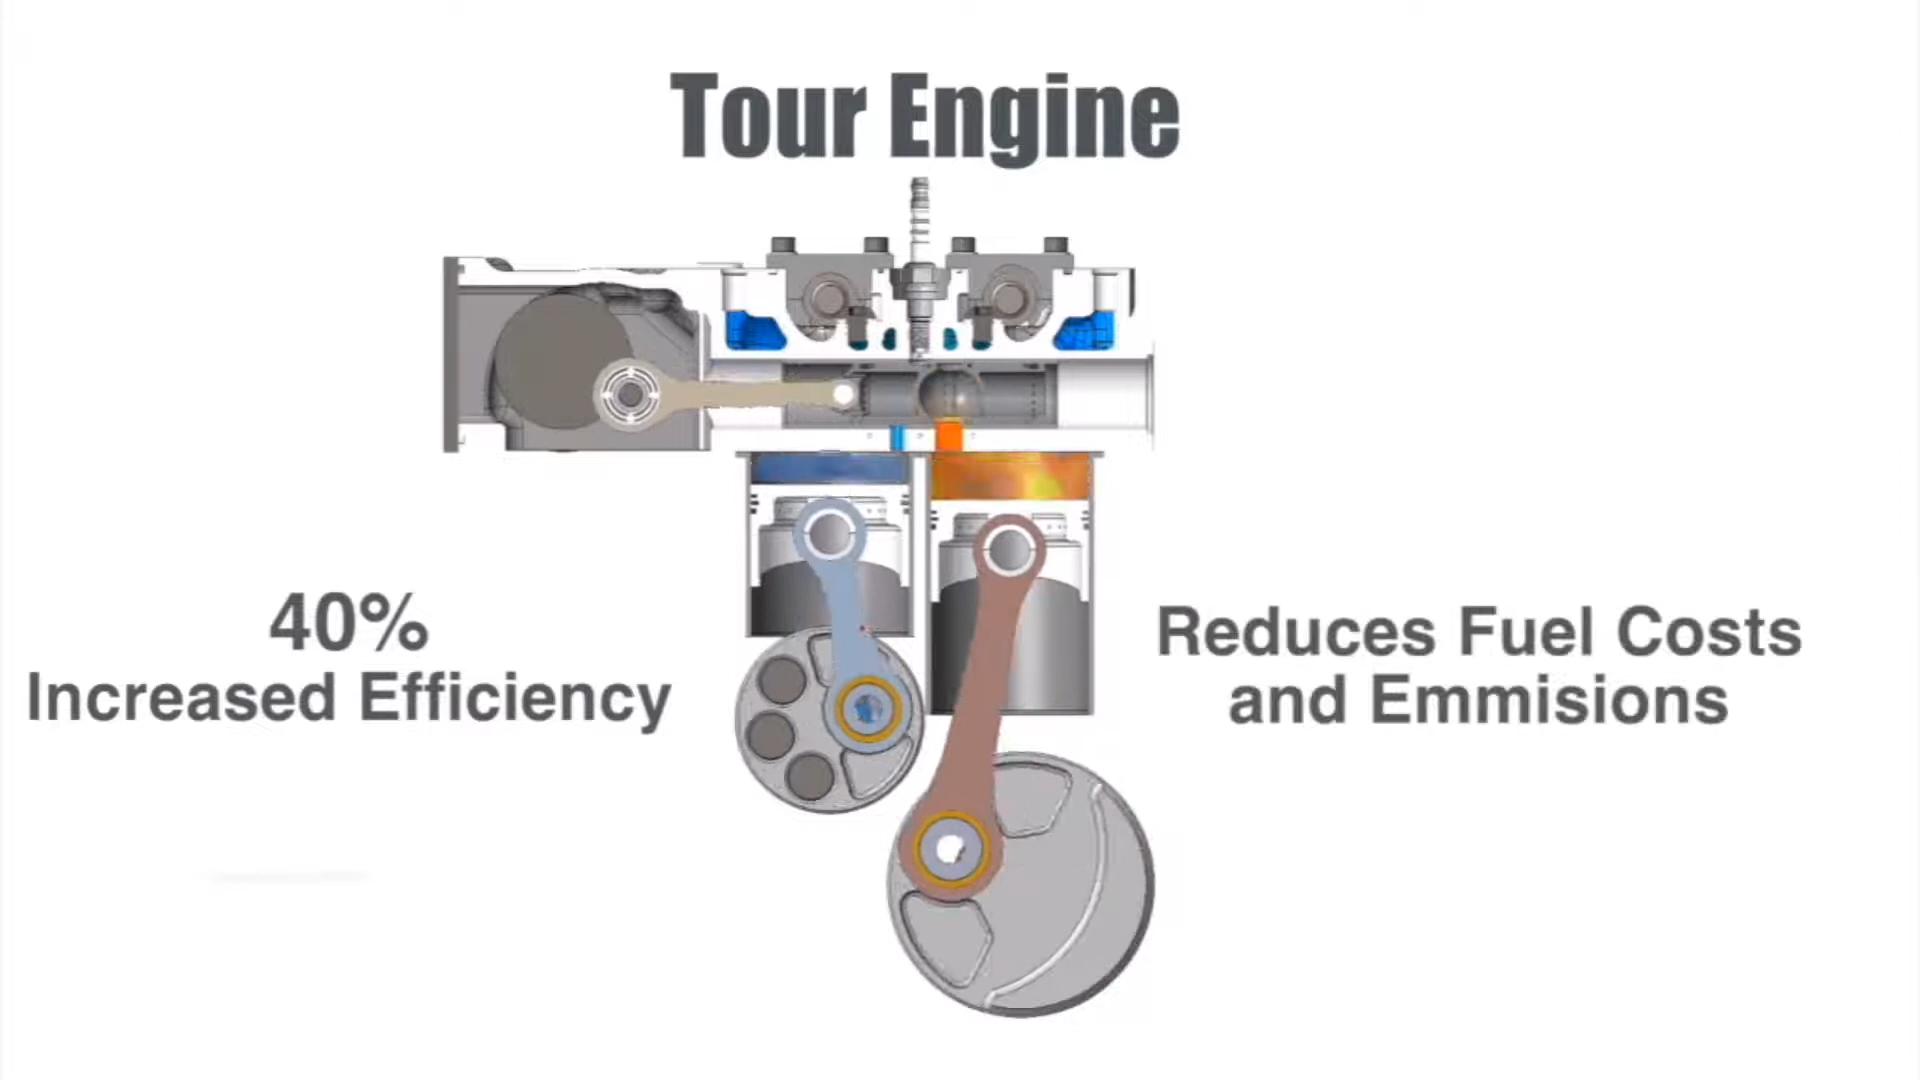 Tour Engine
40%
Increased Efficiency
Reduces Fuel Costs
and Emmisions